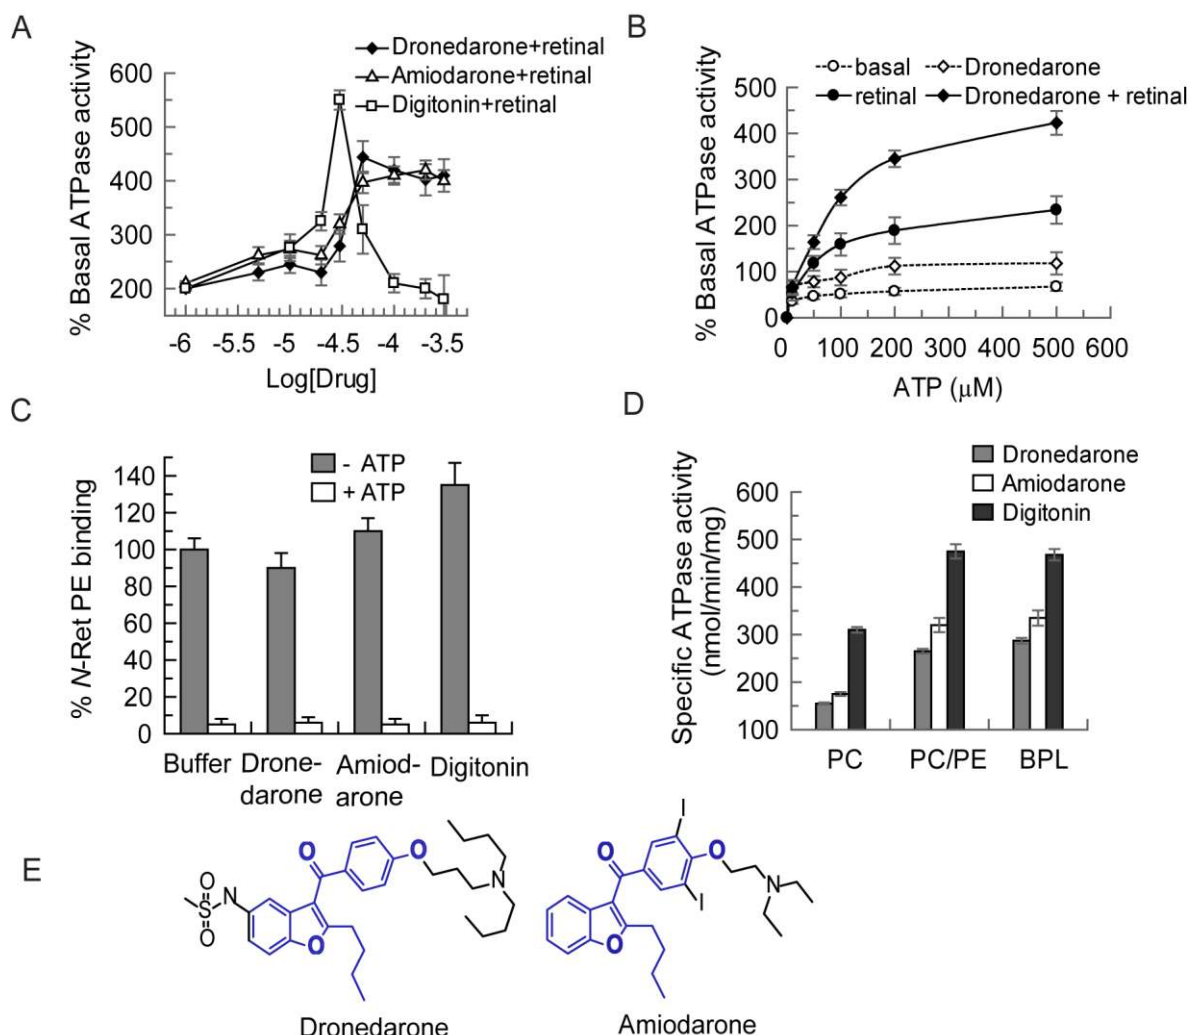 A
Dronedarone+retinal
Amiodarone+retinal
Digitonin+retinal
% Basal ATPase activity
600
500
400
300
200
-6
-5.5
-5
-4.5
-4
-3.5
Log[Drug]
B
basal
Dronedarone
retinal
Dronedarone + retinal
% Basal ATPase activity
500
400
300
200
100
0
0
100
200
300
400
500
600
ATP (μM)
C
- ATP
+ ATP
% N-Ret PE binding
140
120
100
80
60
40
20
0
Buffer
Drone-
darone
Amiod-
arone
Digitonin
D
Dronedarone
Amiodarone
Digitonin
Specific ATPase activity
(nmol/min/mg)
600
500
400
300
200
100
PC
PC/PE
BPL
E
O
O
N
O
S
N
O
O
Dronedarone
I
O
O
N
I
O
Amiodarone